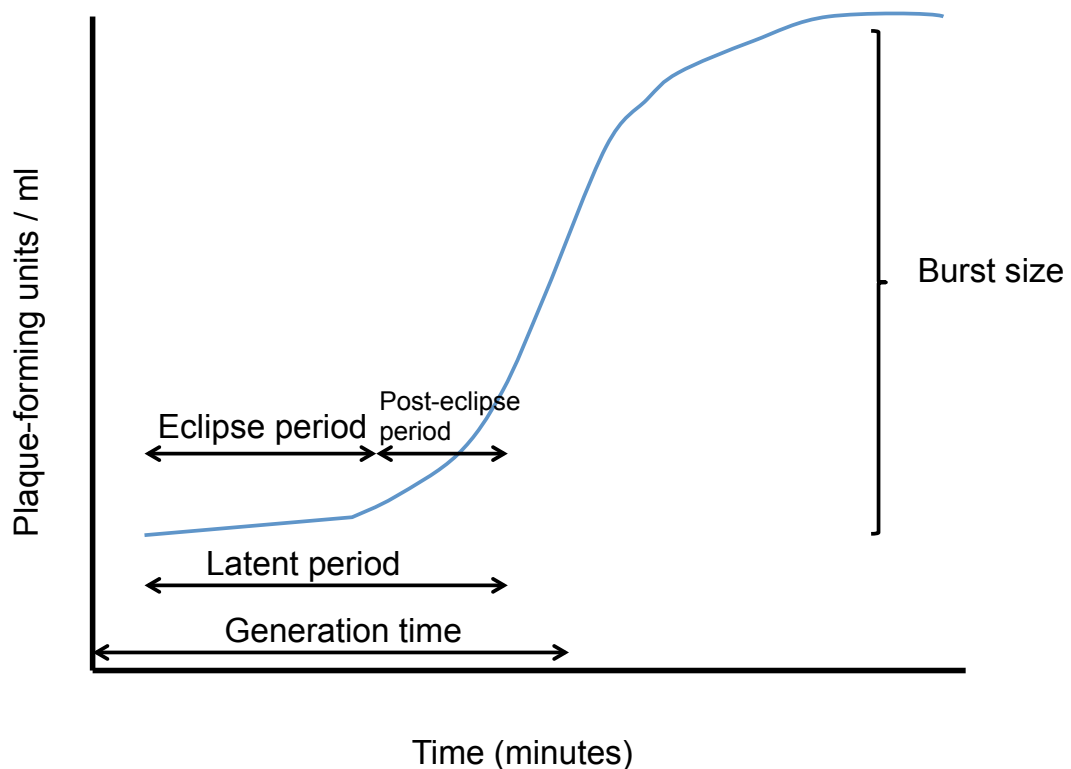 Plaque-forming units / ml
Burst size
Post-eclipse
period
Eclipse period
Latent period
Generation time
Time (minutes)